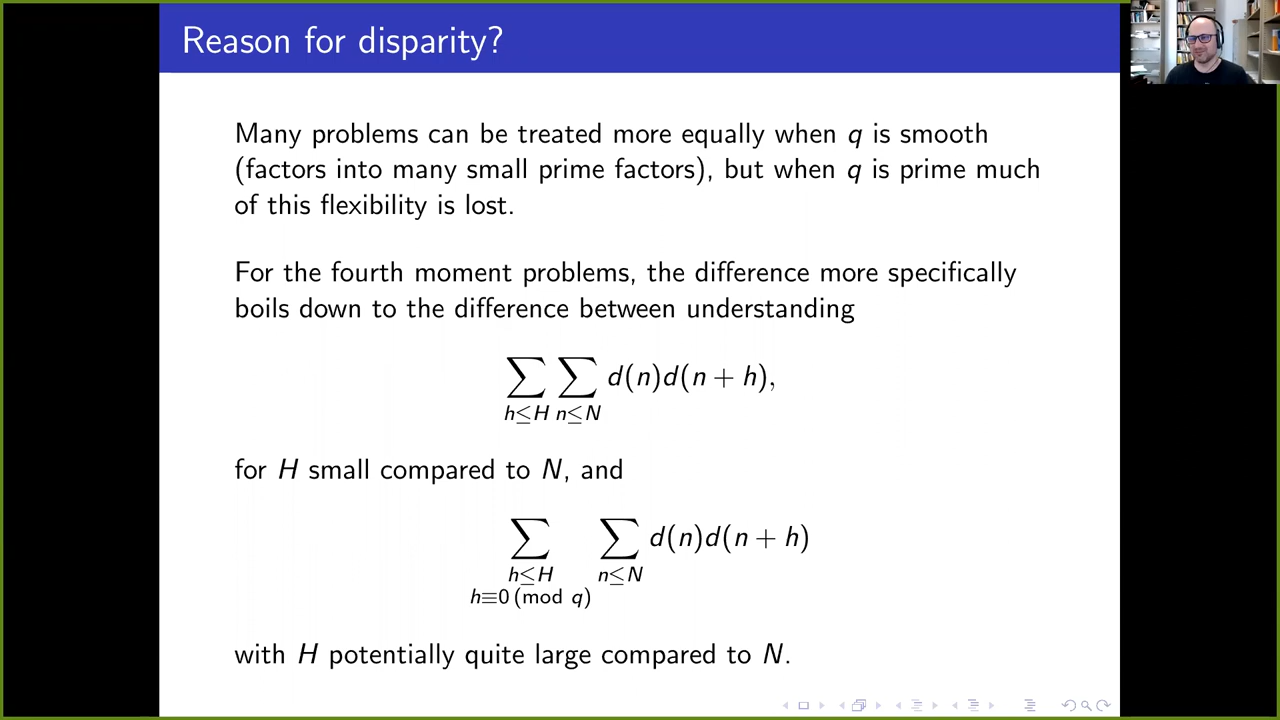 Reason for disparity?
Many problems can be treated more equally when q is smooth
(factors into many small prime factors), but when q is prime much
of this flexibility is lost.
For the fourth moment problems, the difference more specifically
boils down to the difference between understanding
∑ ∑ d(n)d(n + h),
h≤H n≤N
for H small compared to N, and
∑ ∑ d(n)d(n + h)
h≤H n≤N
h≡0 (mod q)
with H potentially quite large compared to N.